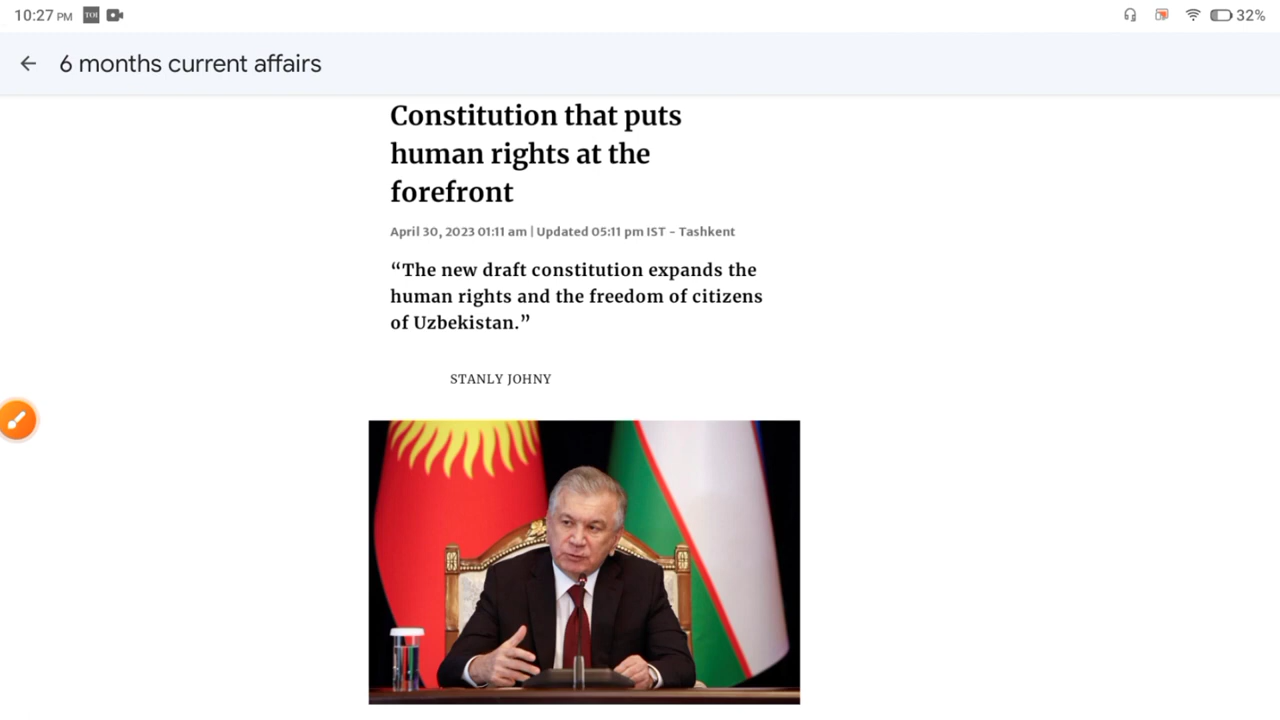 10:27 PM TOI 32%
6 months current affairs
Constitution that puts
human rights at the
forefront
April 30, 2023 01:11 am | Updated 05:11 pm IST - Tashkent
“The new draft constitution expands the
human rights and the freedom of citizens
of Uzbekistan.”
STANLY JOHNY